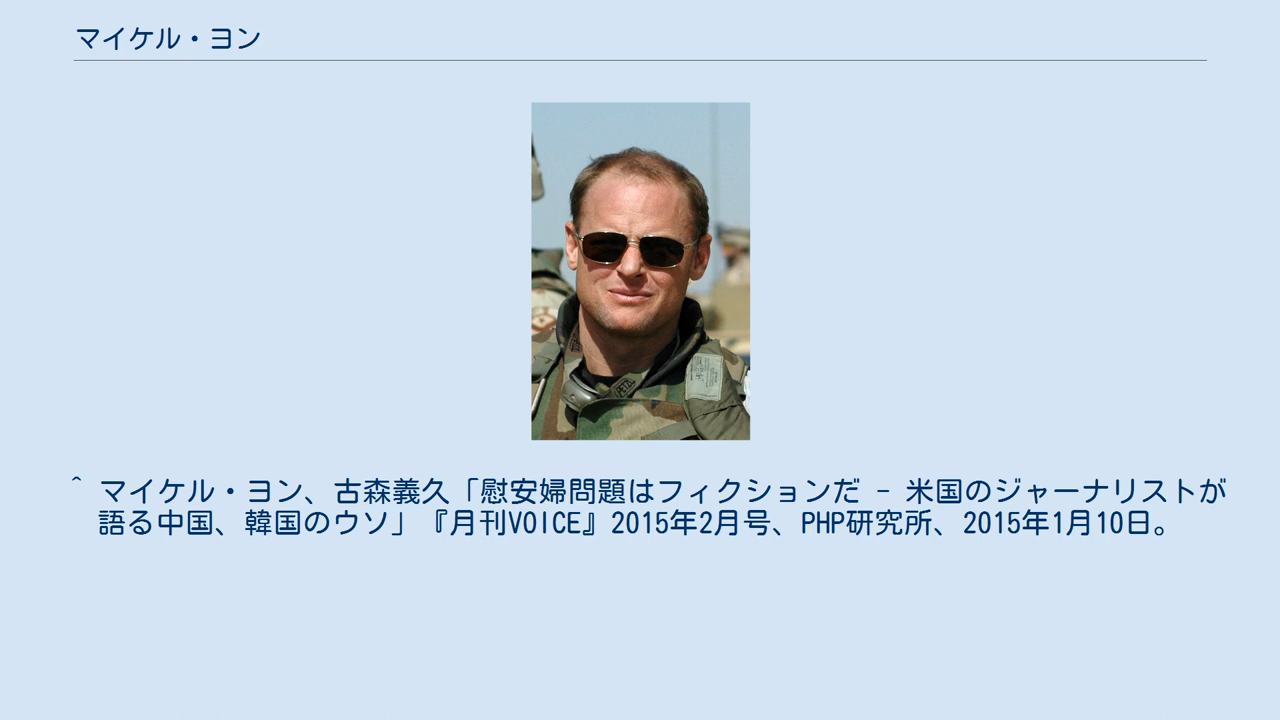 マイケル・ヨン
^ マイケル・ヨン、古森義久「慰安婦問題はフィクションだ - 米国のジャーナリストが
語る中国、韓国のウソ」『月刊VOICE』2015年2月号、PHP研究所、2015年1月10日。